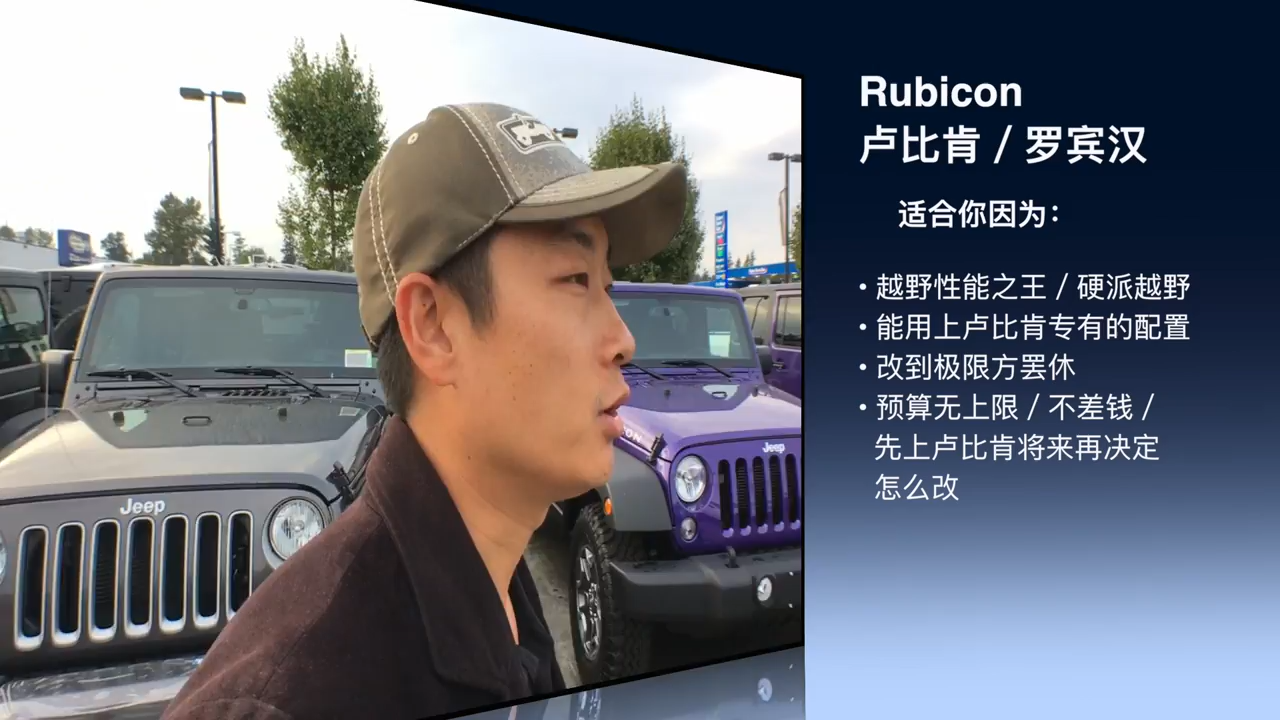 Rubicon
卢比肯 / 罗宾汉
适合你因为：
• 越野性能之王 / 硬派越野
• 能用上卢比肯专有的配置
• 改到极限方罢休
• 预算无上限 / 不差钱 /
先上卢比肯将来再决定
怎么改
Jeep
Jeep